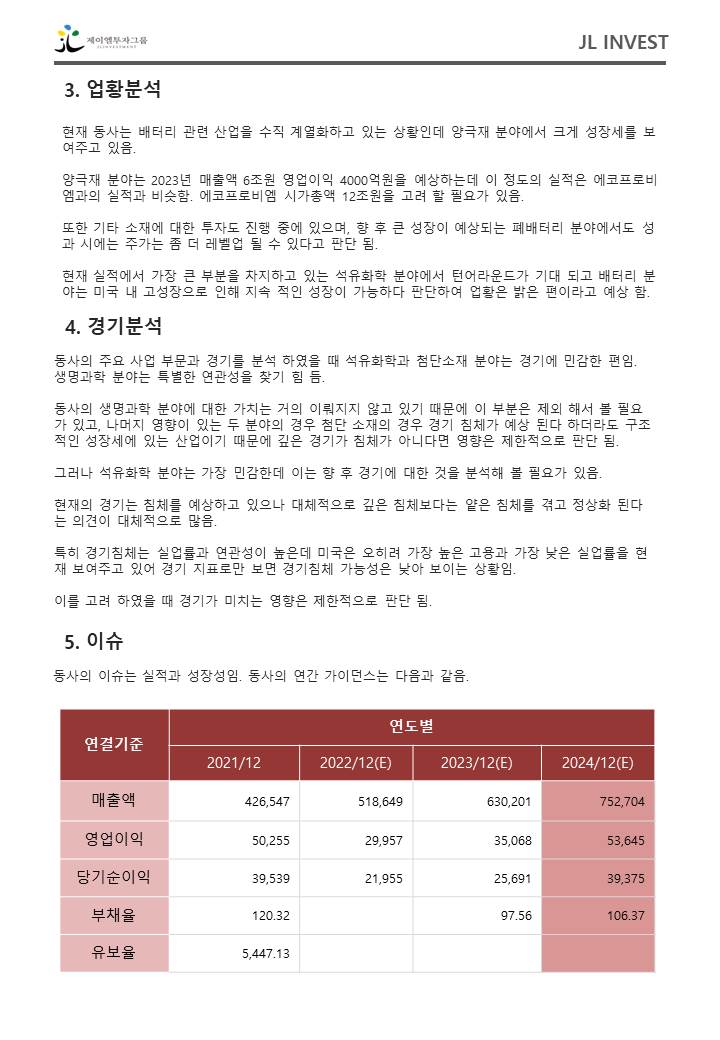 제이엘투자그룹
JLINVESTMENT
JL INVEST
3. 업황분석
현재 동사는 배터리 관련 산업을 수직 계열화하고 있는 상황인데 양극재 분야에서 크게 성장세를 보
여주고 있음.
양극재 분야는 2023년 매출액 6조원 영업이익 4000억원을 예상하는데 이 정도의 실적은 에코프로비
엠과의 실적과 비슷함. 에코프로비엠 시가총액 12조원을 고려 할 필요가 있음.
또한 기타 소재에 대한 투자도 진행 중에 있으며, 향 후 큰 성장이 예상되는 폐배터리 분야에서도 성
과 시에는 주가는 좀 더 레벨업 될 수 있다고 판단 됨.
현재 실적에서 가장 큰 부분을 차지하고 있는 석유화학 분야에서 턴어라운드가 기대 되고 배터리 분
야는 미국 내 고성장으로 인해 지속 적인 성장이 가능하다 판단하여 업황은 밝은 편이라고 예상 함.
4. 경기분석
동사의 주요 사업 부문과 경기를 분석 하였을 때 석유화학과 첨단소재 분야는 경기에 민감한 편임.
생명과학 분야는 특별한 연관성을 찾기 힘 듬.
동사의 생명과학 분야에 대한 가치는 거의 이뤄지지 않고 있기 때문에 이 부분은 제외 해서 볼 필요
가 있고, 나머지 영향이 있는 두 분야의 경우 첨단 소재의 경우 경기 침체가 예상 된다 하더라도 구조
적인 성장세에 있는 산업이기 때문에 깊은 경기가 침체가 아니다면 영향은 제한적으로 판단 됨.
그러나 석유화학 분야는 가장 민감한데 이는 향 후 경기에 대한 것을 분석해 볼 필요가 있음.
현재의 경기는 침체를 예상하고 있으나 대체적으로 깊은 침체보다는 얕은 침체를 겪고 정상화 된다
는 의견이 대체적으로 많음.
특히 경기침체는 실업률과 연관성이 높은데 미국은 오히려 가장 높은 고용과 가장 낮은 실업률을 현
재 보여주고 있어 경기 지표로만 보면 경기침체 가능성은 낮아 보이는 상황임.
이를 고려 하였을 때 경기가 미치는 영향은 제한적으로 판단 됨.
5. 이슈
동사의 이슈는 실적과 성장성임. 동사의 연간 가이던스는 다음과 같음.
연결기준 연도별
2021/12 2022/12(E) 2023/12(E) 2024/12(E)
매출액 426,547 518,649 630,201 752,704
영업이익 50,255 29,957 35,068 53,645
당기순이익 39,539 21,955 25,691 39,375
부채율 120.32 97.56 106.37
유보율 5,447.13